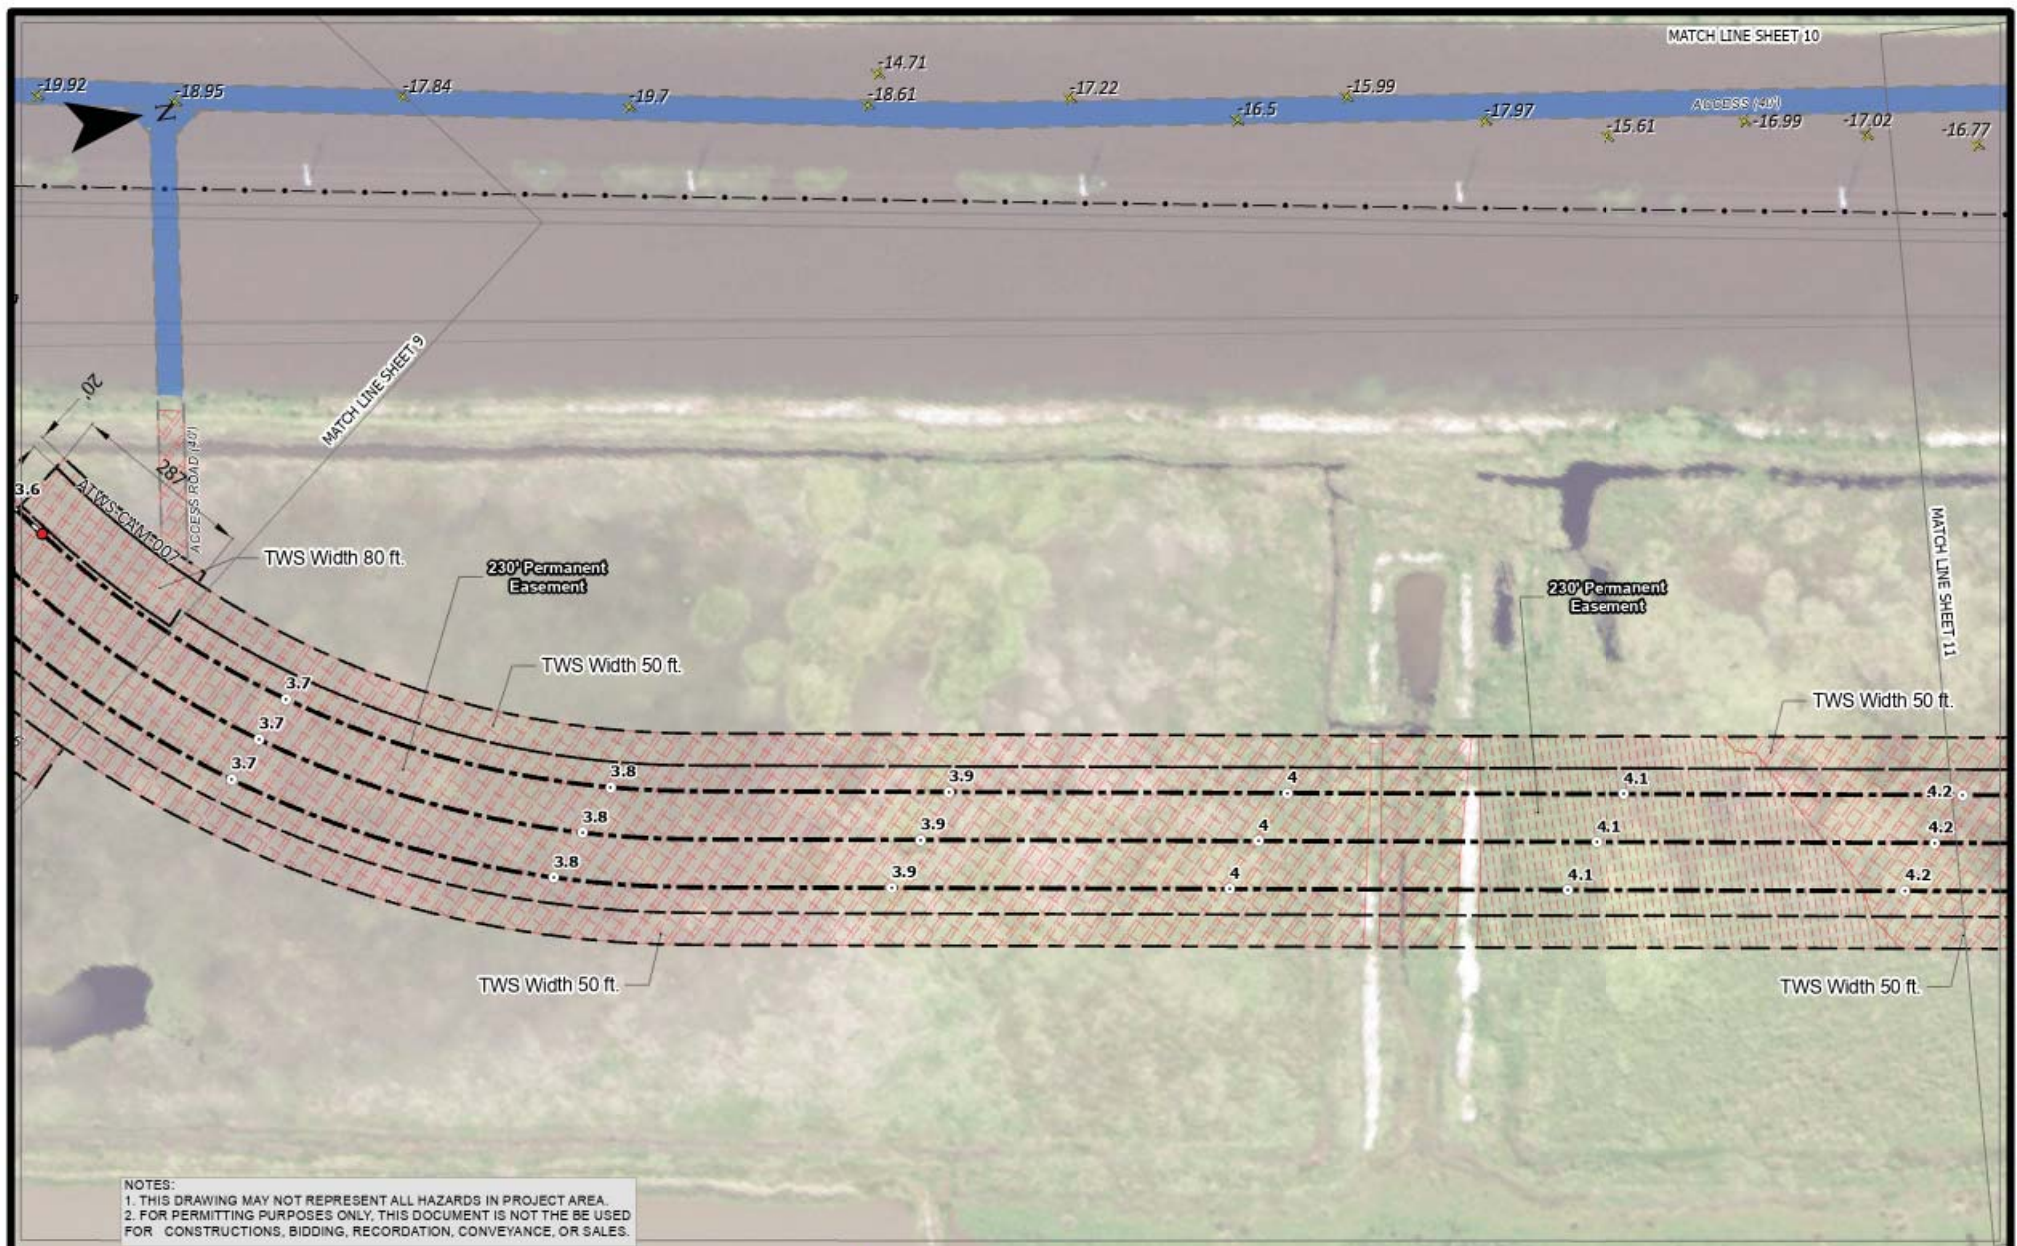 MATCH LINE SHEET 10
-14.71
-19.92
-18.95
-17.84
-19.7
-18.61
-17.22
-16.5
-15.99
-17.97
ACCESS (40')
-15.61
-16.99
-17.02
-16.77
N
MATCH LINE SHEET 9
20'
287'
ACCESS ROAD (40')
3.6
ATWS-CAM-007
TWS Width 80 ft.
230' Permanent
Easement
230' Permanent
Easement
MATCH LINE SHEET 11
TWS Width 50 ft.
TWS Width 50 ft.
3.7
3.8
3.9
4
4.1
4.2
3.7
3.8
3.9
4
4.1
4.2
3.7
3.8
3.9
4
4.1
4.2
TWS Width 50 ft.
TWS Width 50 ft.
NOTES:
1. THIS DRAWING MAY NOT REPRESENT ALL HAZARDS IN PROJECT AREA.
2. FOR PERMITTING PURPOSES ONLY, THIS DOCUMENT IS NOT THE BE USED
FOR CONSTRUCTIONS, BIDDING, RECORDATION, CONVEYANCE, OR SALES.